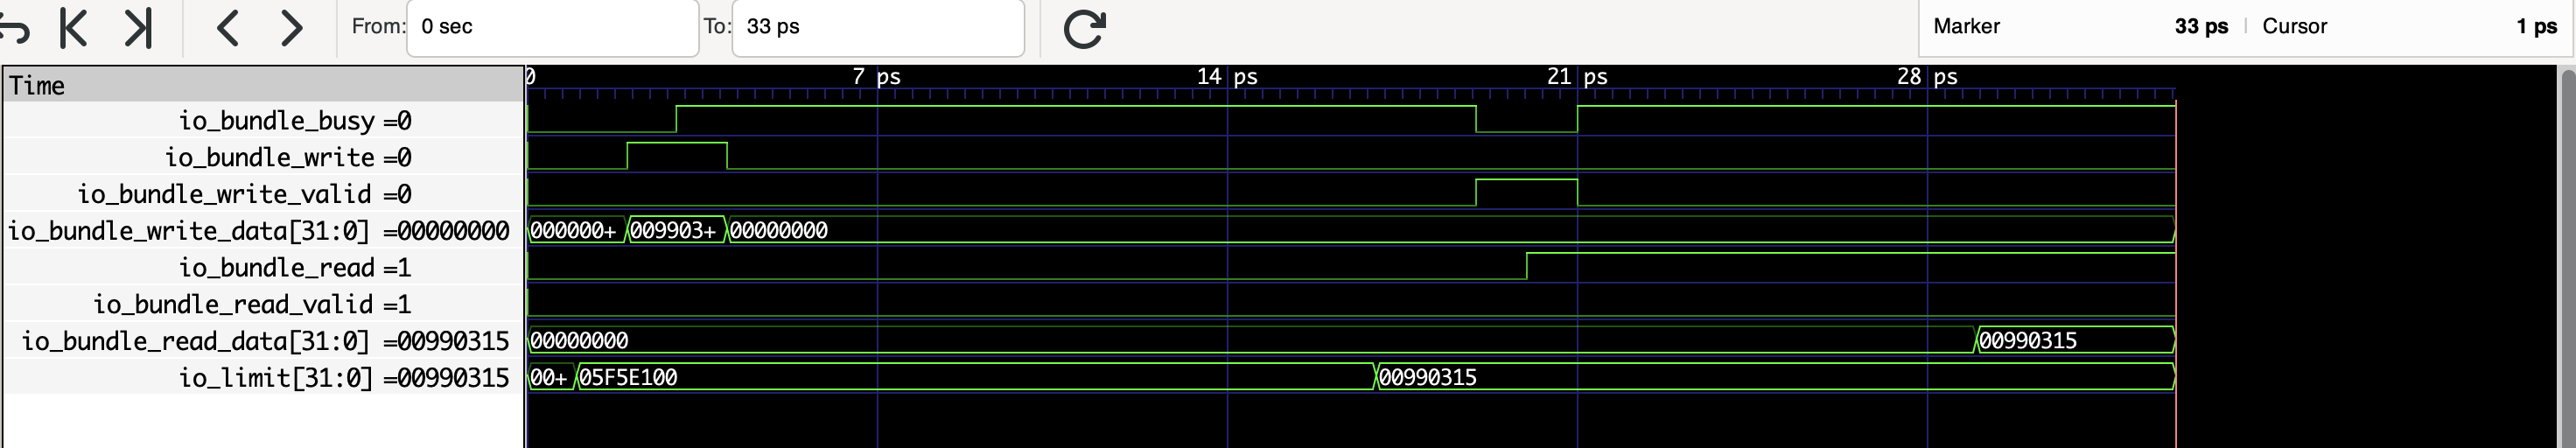 From: 0 sec To: 33 ps Marker 33 ps Cursor 1 ps
Time 0 7 ps 14 ps 21 ps 28 ps
io_bundle_busy =0
io_bundle_write =0
io_bundle_write_valid =0
io_bundle_write_data[31:0] =00000000 000000+ 009903+ 00000000
io_bundle_read =1
io_bundle_read_valid =1
io_bundle_read_data[31:0] =00990315 00000000 00990315
io_limit[31:0] =00990315 00+ 05F5E100 00990315